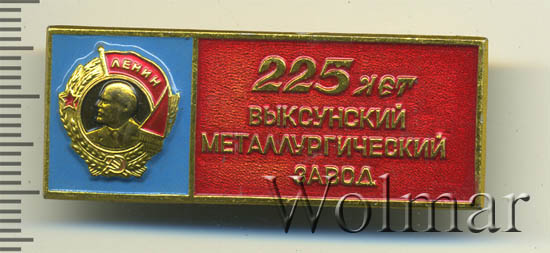 ЛЕНИН
225 лет
ВЫКСУНСКИЙ
МЕТАЛЛУРГИЧЕСКИЙ
ЗАВОД
Wolmar